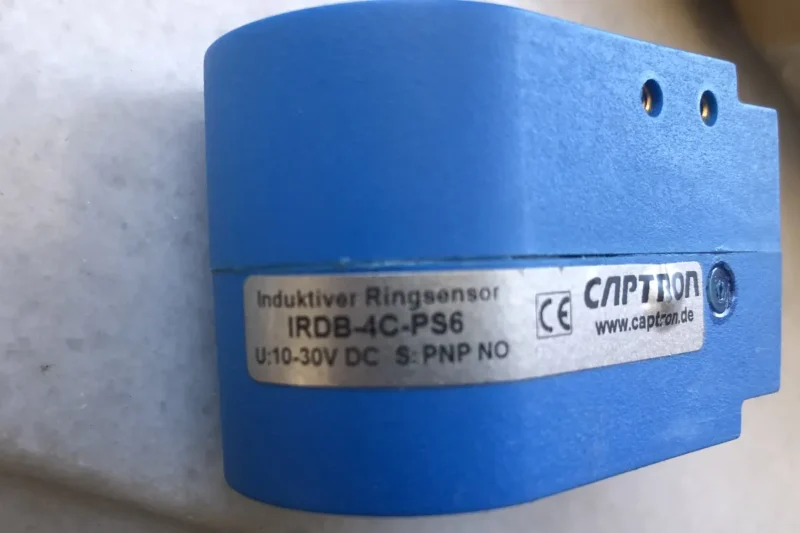 Induktiver Ringsensor
IRDB-4C-PS6
U:10-30V DC S: PNP NO
CE
CAPTRON
www.captron.de